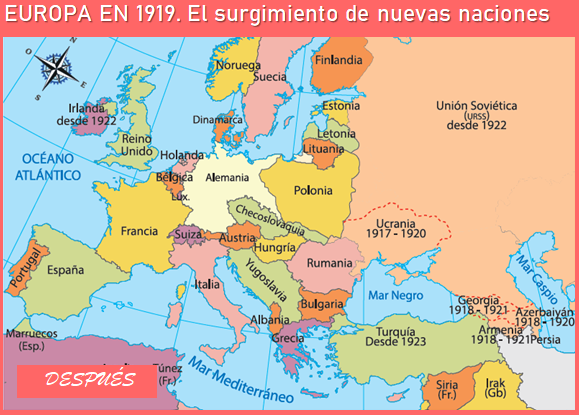 EUROPA EN 1919. El surgimiento de nuevas naciones
N
E
S
O
Noruega
Suecia
Finlandia
Irlanda
desde 1922
Reino
Unido
Dinamarca
Estonia
Letonia
Lituania
Unión Soviética
(URSS)
desde 1922
OCÉANO
ATLÁNTICO
Holanda
Bélgica
Lux.
Alemania
Polonia
Francia
Checoslovaquia
Ucrania
1917 - 1920
Suiza
Austria
Hungría
Rumania
Portugal
España
Italia
Yugoslavia
Bulgaria
Albania
Grecia
Mar Negro
Mar Caspio
Georgia
1918 - 1921
Azerbaiyán
1918 - 1920
Armenia
1918 - 1921
Persia
Turquía
Desde 1923
Marruecos
(Esp.)
Túnez
(Fr.)
Mar Mediterráneo
Siria
(Fr.)
Irak
(Gb)
DESPUÉS